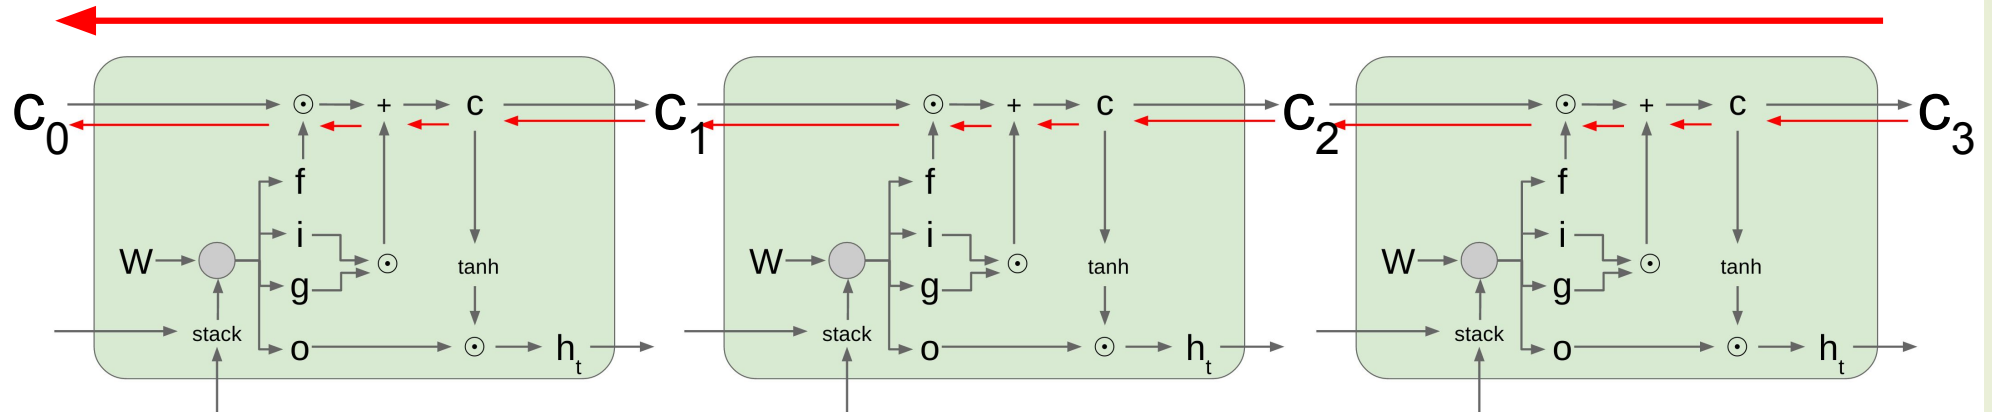 c₀ ⊙ + c c₁ ⊙ + c c₂ ⊙ + c c₃
f f f
i i i
W ⊙ tanh W ⊙ tanh W ⊙ tanh
g g g
stack stack stack
o ⊙ hₜ o ⊙ hₜ o ⊙ hₜ